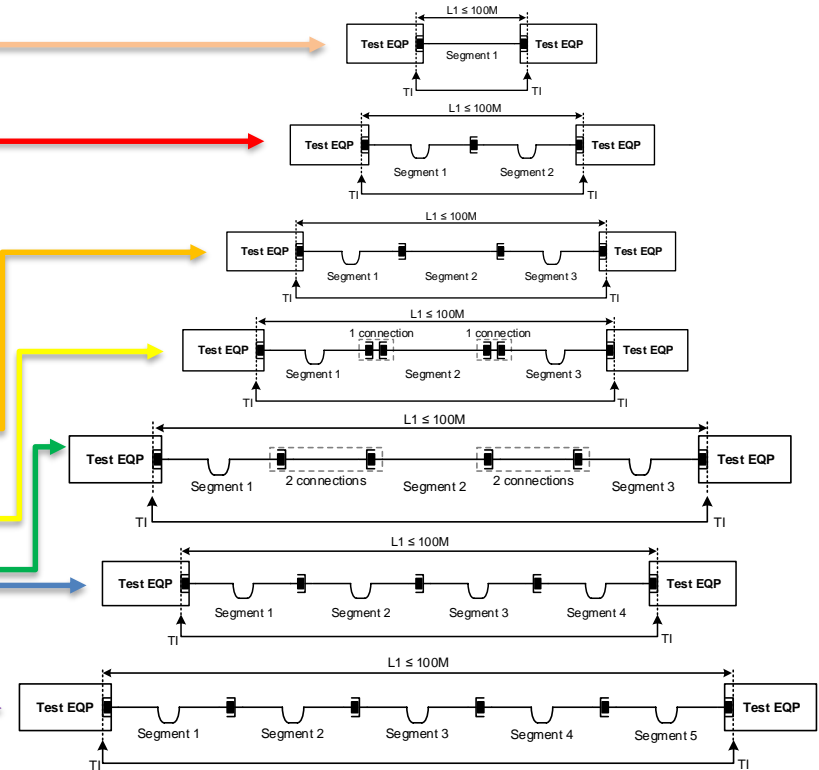 L1 ≤ 100M
Test EQP Test EQP
Segment 1
TI TI
L1 ≤ 100M
Test EQP Test EQP
Segment 1 Segment 2
TI TI
L1 ≤ 100M
Test EQP Test EQP
Segment 1 Segment 2 Segment 3
TI TI
L1 ≤ 100M
1 connection 1 connection
Test EQP Test EQP
Segment 1 Segment 2 Segment 3
TI TI
L1 ≤ 100M
Test EQP Test EQP
Segment 1 2 connections Segment 2 2 connections Segment 3
TI TI
L1 ≤ 100M
Test EQP Test EQP
Segment 1 Segment 2 Segment 3 Segment 4
TI TI
L1 ≤ 100M
Test EQP Test EQP
Segment 1 Segment 2 Segment 3 Segment 4 Segment 5
TI TI